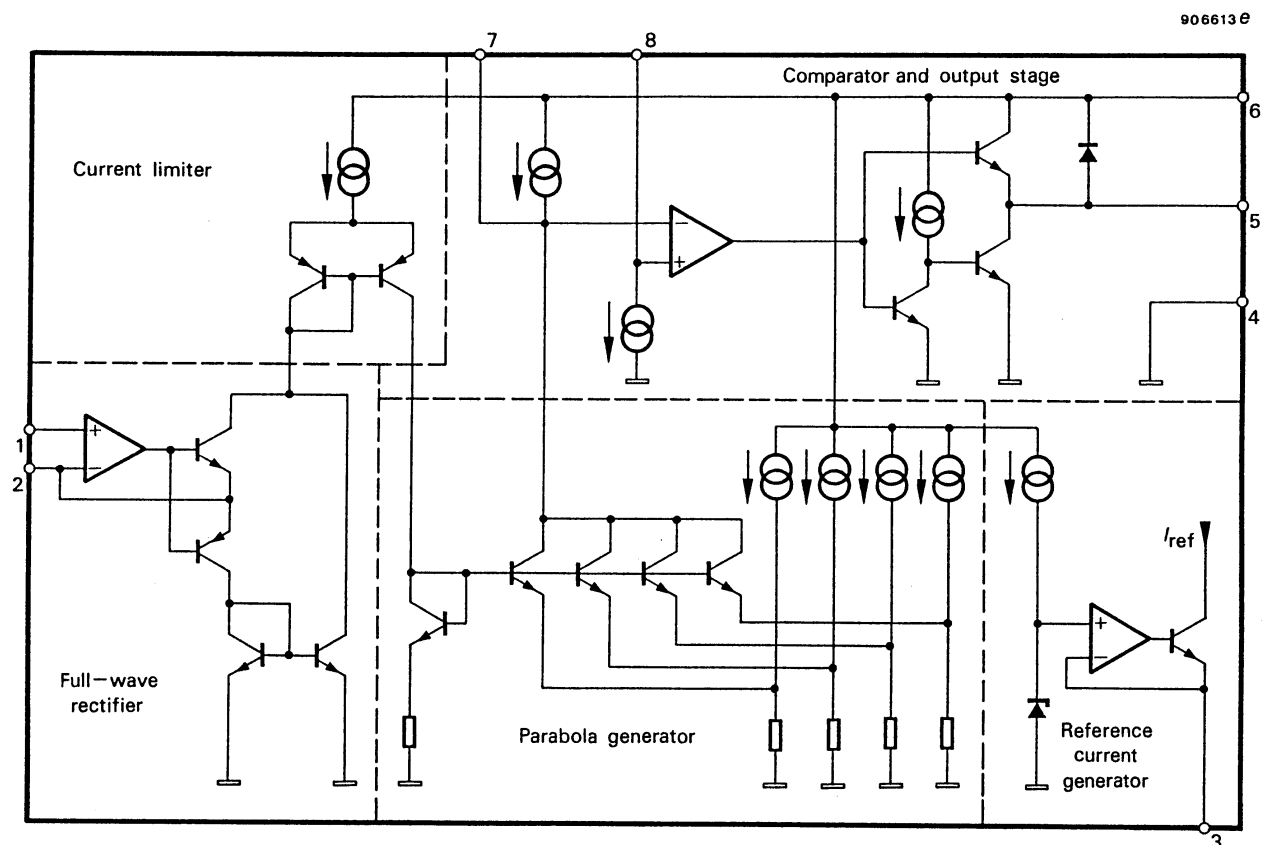 906613e
7
8
Comparator and output stage
6
Current limiter
−
5
+
4
1
+
−
2
Iref
+
−
Full–wave
rectifier
Parabola generator
Reference
current
generator
3